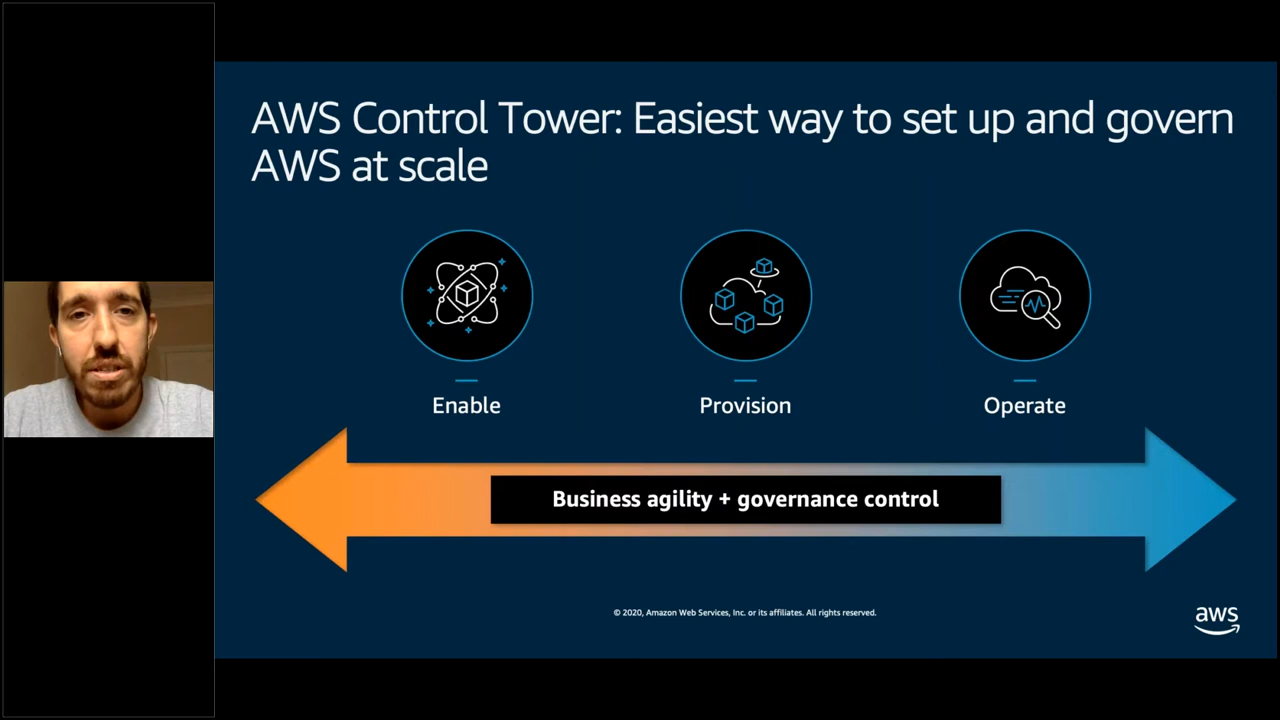 AWS Control Tower: Easiest way to set up and govern
AWS at scale
Enable
Provision
Operate
Business agility + governance control
© 2020, Amazon Web Services, Inc. or its affiliates. All rights reserved.
aws